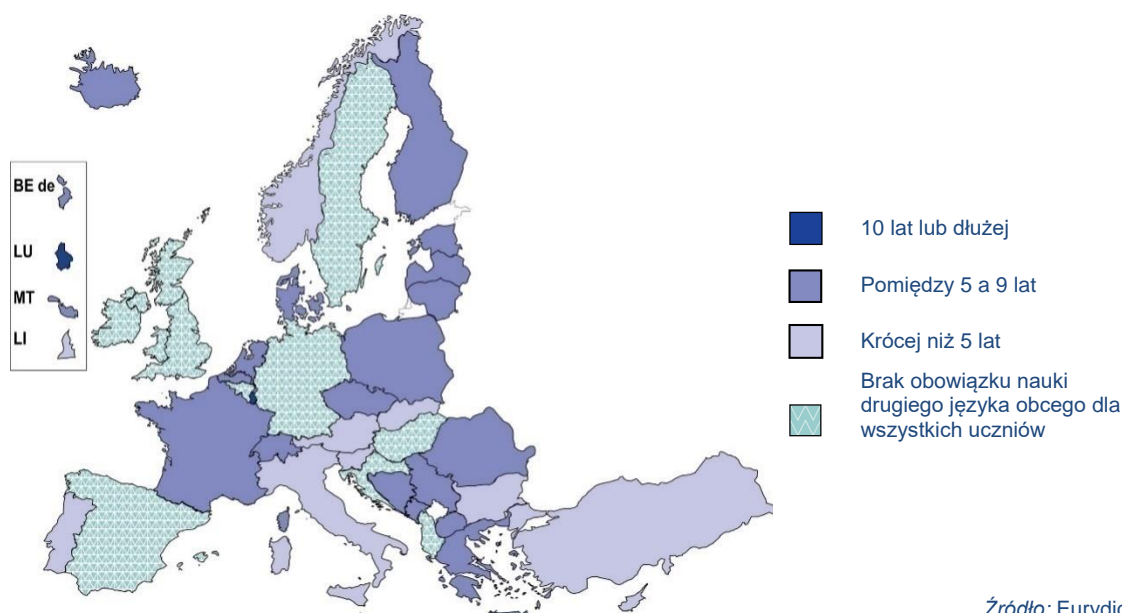 BE de
LU
MT
LI
10 lat lub dłużej
Pomiędzy 5 a 9 lat
Krócej niż 5 lat
Brak obowiązku nauki
drugiego języka obcego dla
wszystkich uczniów
Źródło: